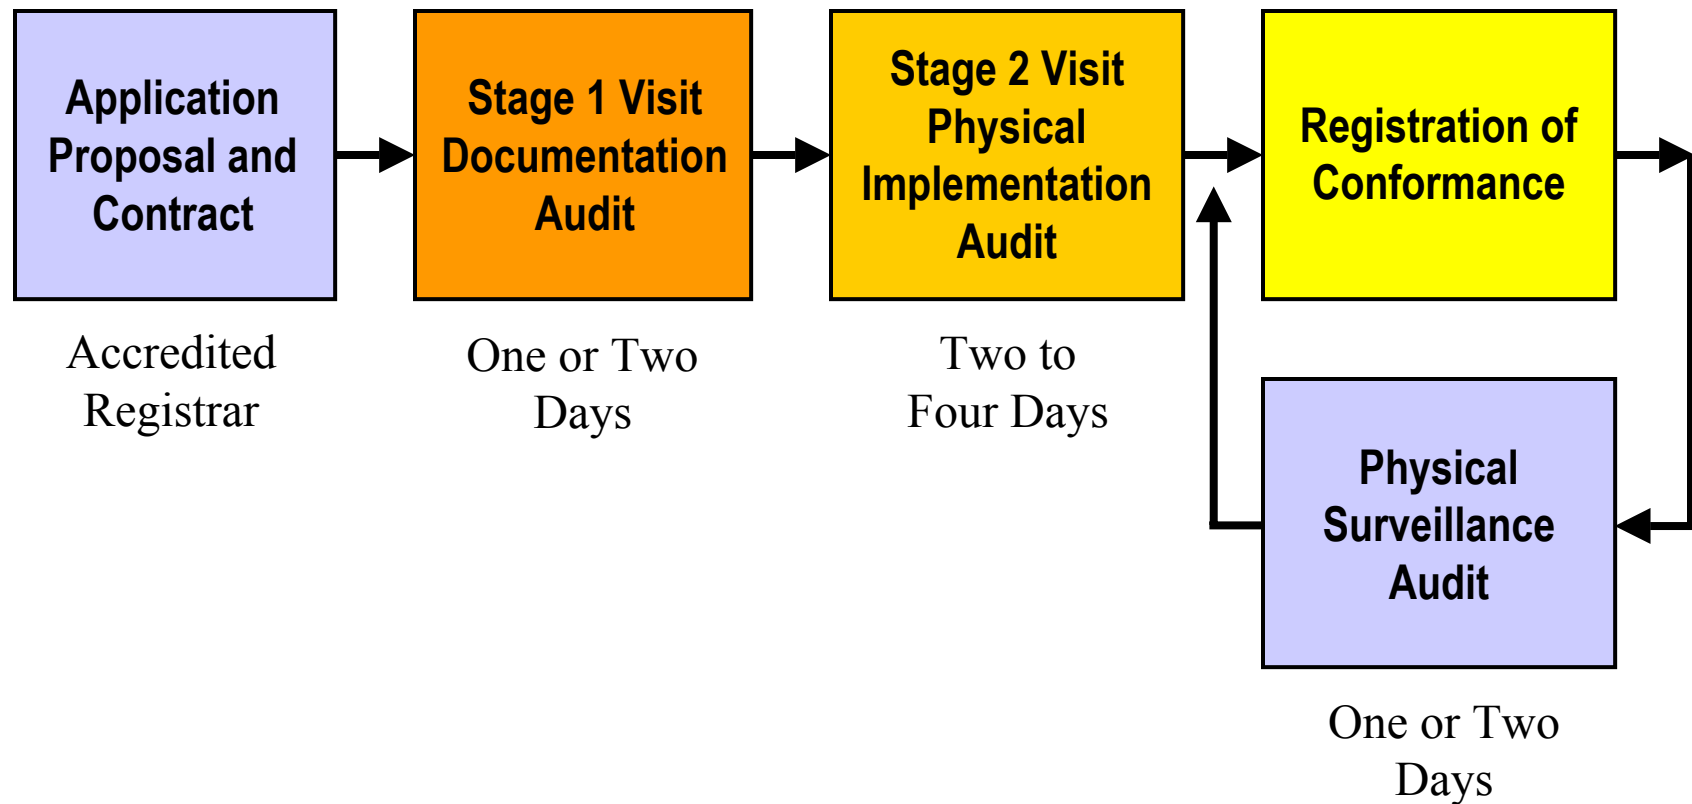 Application
Proposal and
Contract
Accredited
Registrar
Stage 1 Visit
Documentation
Audit
One or Two
Days
Stage 2 Visit
Physical
Implementation
Audit
Two to
Four Days
Registration of
Conformance
Physical
Surveillance
Audit
One or Two
Days